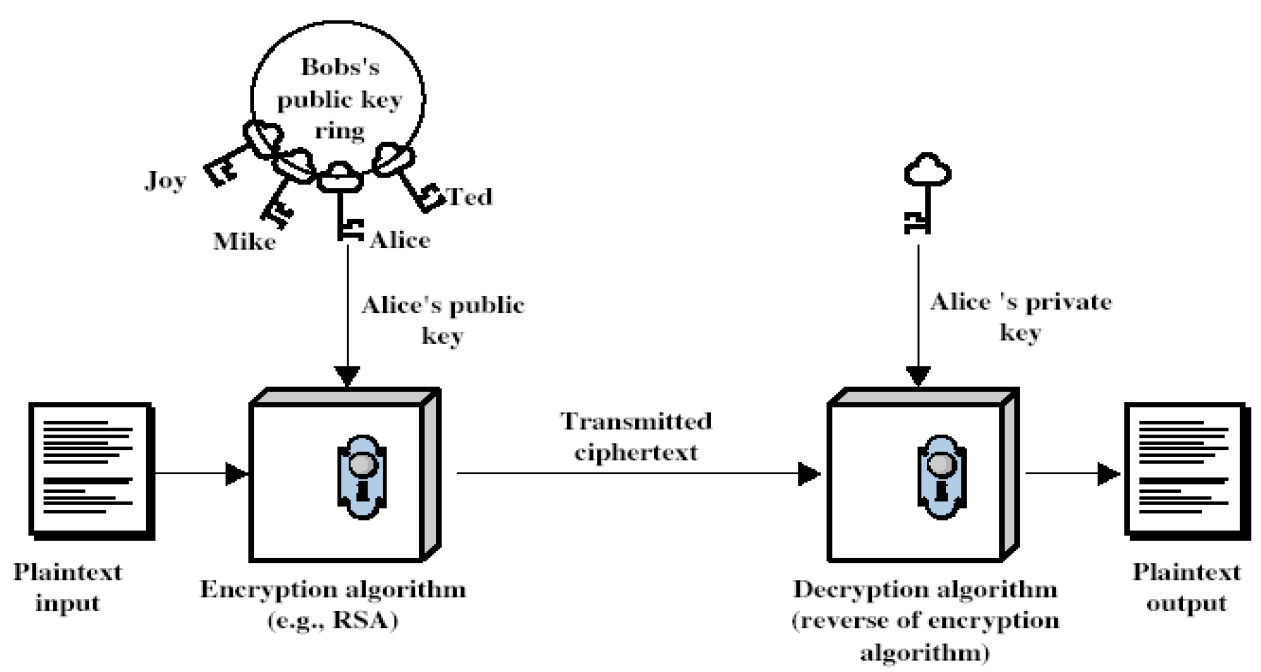 Bobs's
public key
ring
Joy
Ted
Mike
Alice
Alice's public
key
Alice 's private
key
Transmitted
ciphertext
Plaintext
input
Encryption algorithm
(e.g., RSA)
Decryption algorithm
(reverse of encryption
algorithm)
Plaintext
output